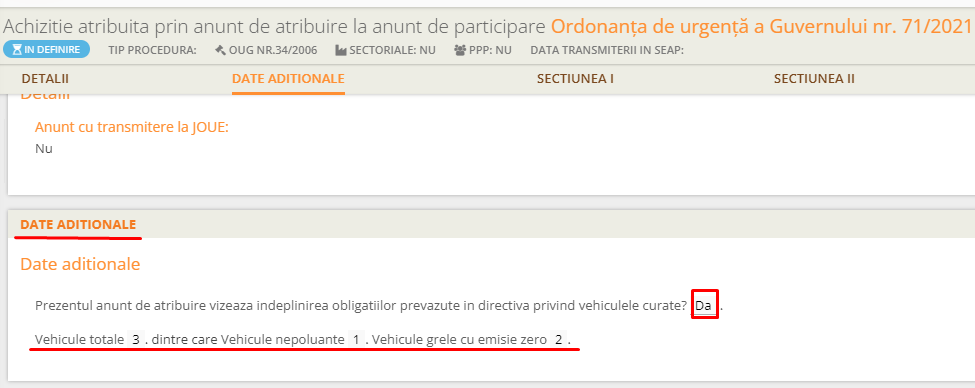 Achizitie atribuita prin anunt de atribuire la anunt de participare Ordonanța de urgență a Guvernului nr. 71/2021
IN DEFINIRE TIP PROCEDURA: OUG NR.34/2006 SECTORIALE: NU PPP: NU DATA TRANSMITERII IN SEAP:
DETALII DATE ADITIONALE SECTIUNEA I SECTIUNEA II
Detalii
Anunt cu transmitere la JOUE:
Nu
DATE ADITIONALE
Date aditionale
Prezentul anunt de atribuire vizeaza indeplinirea obligatiilor prevazute in directiva privind vehiculele curate? Da .
Vehicule totale 3 . dintre care Vehicule nepoluante 1 . Vehicule grele cu emisie zero 2 .